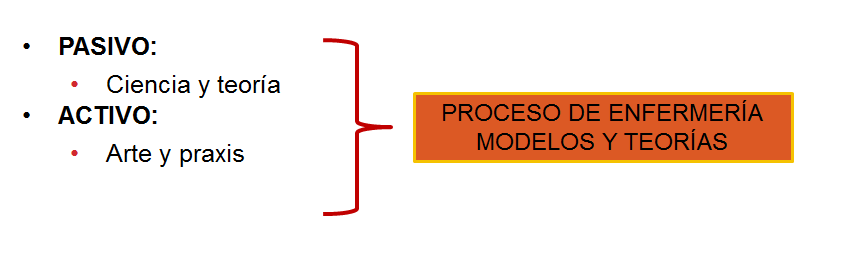 • PASIVO:
• Ciencia y teoría
• ACTIVO:
• Arte y praxis
PROCESO DE ENFERMERÍA
MODELOS Y TEORÍAS